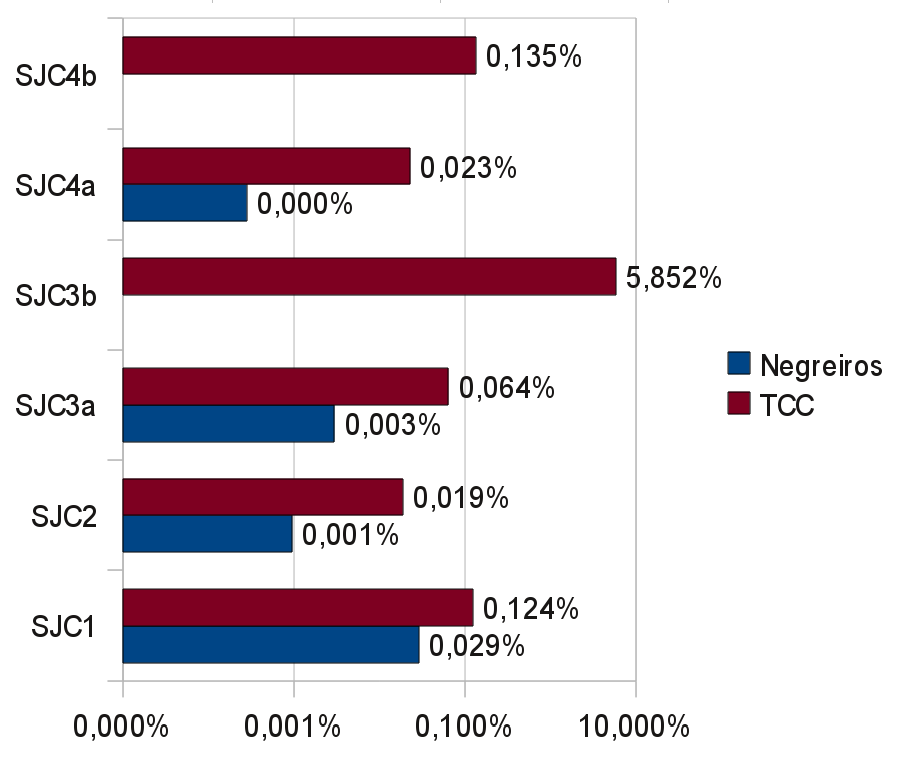 SJC4b
0,135%
SJC4a
0,023%
0,000%
SJC3b
5,852%
SJC3a
0,064%
0,003%
SJC2
0,019%
0,001%
SJC1
0,124%
0,029%
Negreiros
TCC
0,000% 0,001% 0,100% 10,000%